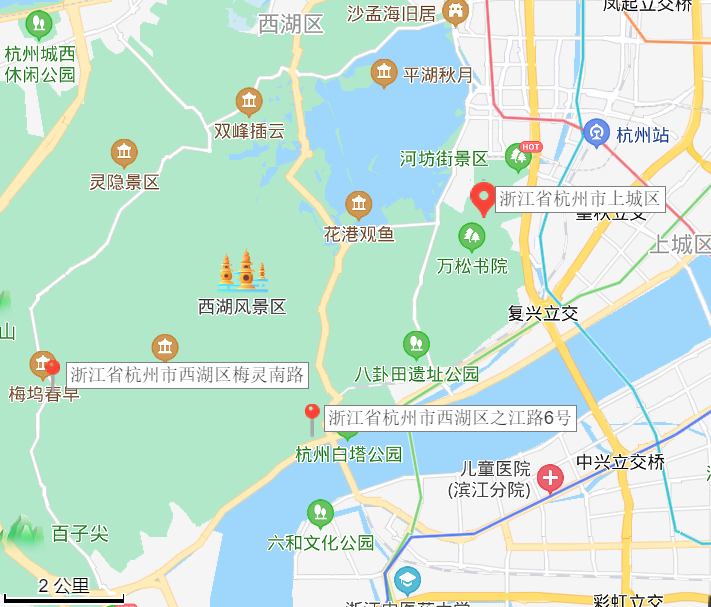 凤起立交桥
沙孟海旧居
西湖区
杭州城西
休闲公园
平湖秋月
双峰插云
HOT
杭州站
河坊街景区
灵隐景区
浙江省杭州市上城区
花港观鱼
上城区
万松书院
西湖风景区
复兴立交
山
浙江省杭州市西湖区梅灵南路
八卦田遗址公园
梅坞春早
浙江省杭州市西湖区之江路6号
杭州白塔公园
中兴立交桥
儿童医院
(滨江分院)
百子尖
六和文化公园
2 公里
彩虹立交